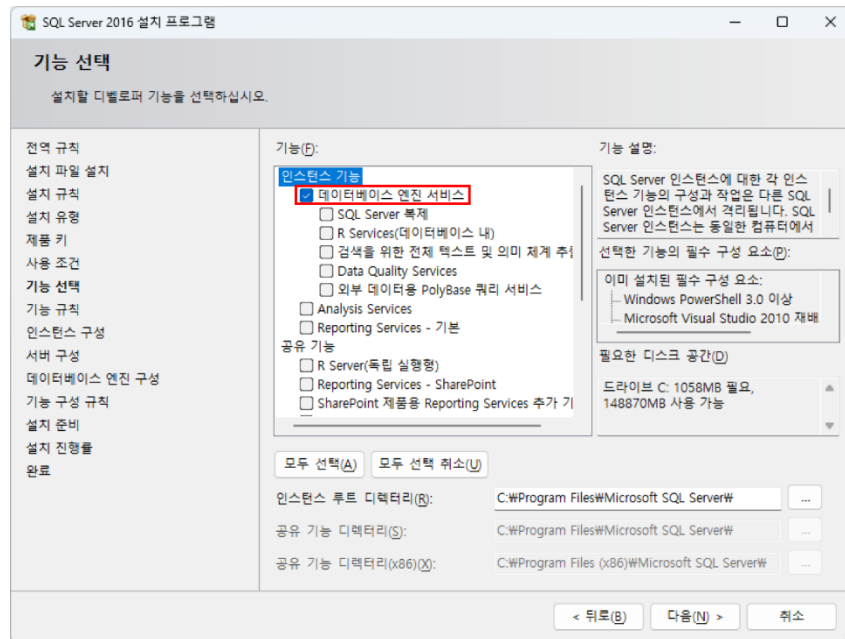 SQL Server 2016 설치 프로그램
기능 선택
설치할 디벨로퍼 기능을 선택하십시오.
전역 규칙
설치 파일 설치
설치 규칙
설치 유형
제품 키
사용 조건
기능 선택
기능 규칙
인스턴스 구성
서버 구성
데이터베이스 엔진 구성
기능 구성 규칙
설치 준비
설치 진행률
완료
기능(F):
인스턴스 기능
데이터베이스 엔진 서비스
SQL Server 복제
R Services(데이터베이스 내)
검색을 위한 전체 텍스트 및 의미 체계 추
Data Quality Services
외부 데이터용 PolyBase 쿼리 서비스
Analysis Services
Reporting Services - 기본
공유 기능
R Server(독립 실행형)
Reporting Services - SharePoint
SharePoint 제품용 Reporting Services 추가 기
모두 선택(A)
모두 선택 취소(U)
기능 설명:
SQL Server 인스턴스에 대한 각 인스
턴스 기능의 구성과 작업은 다른 SQL
Server 인스턴스에서 격리됩니다. SQL
Server 인스턴스는 동일한 컴퓨터에서
선택한 기능의 필수 구성 요소(P):
이미 설치된 필수 구성 요소:
Windows PowerShell 3.0 이상
Microsoft Visual Studio 2010 재배
필요한 디스크 공간(D)
드라이브 C: 1058MB 필요,
148870MB 사용 가능
인스턴스 루트 디렉터리(R): C:₩Program Files₩Microsoft SQL Server₩ ...
공유 기능 디렉터리(S): C:₩Program Files₩Microsoft SQL Server₩ ...
공유 기능 디렉터리(x86)(X): C:₩Program Files (x86)₩Microsoft SQL Server₩ ...
< 뒤로(B) 다음(N) > 취소